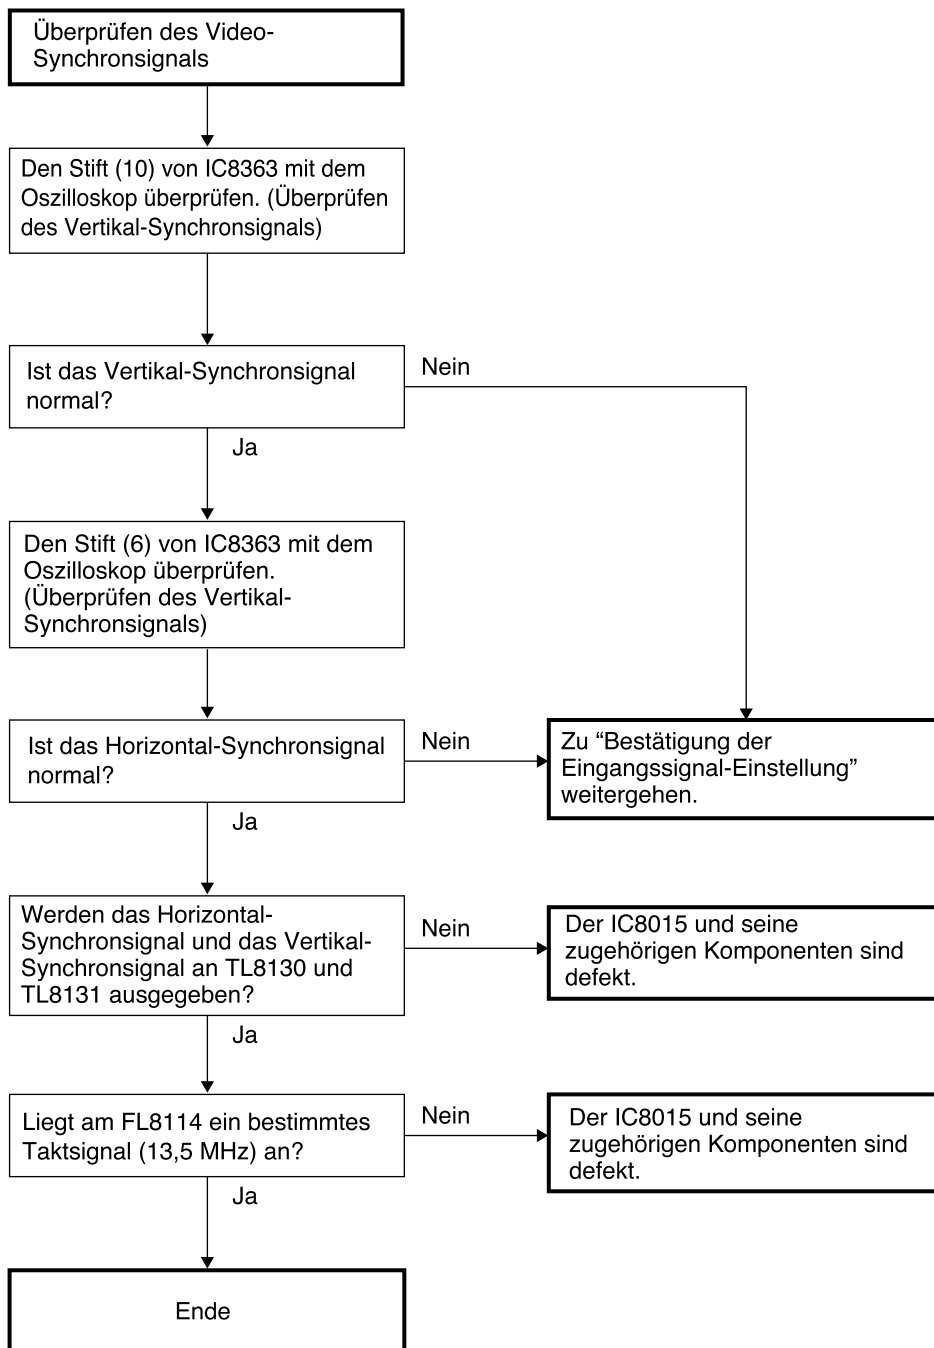 Überprüfen des Video-
Synchronsignals
Den Stift (10) von IC8363 mit dem
Oszilloskop überprüfen. (Überprüfen
des Vertikal-Synchronsignals)
Ist das Vertikal-Synchronsignal
normal?
Nein
Ja
Den Stift (6) von IC8363 mit dem
Oszilloskop überprüfen.
(Überprüfen des Vertikal-
Synchronsignals)
Ist das Horizontal-Synchronsignal
normal?
Nein
Zu “Bestätigung der
Eingangssignal-Einstellung”
weitergehen.
Ja
Werden das Horizontal-
Synchronsignal und das Vertikal-
Synchronsignal an TL8130 und
TL8131 ausgegeben?
Nein
Der IC8015 und seine
zugehörigen Komponenten sind
defekt.
Ja
Liegt am FL8114 ein bestimmtes
Taktsignal (13,5 MHz) an?
Nein
Der IC8015 und seine
zugehörigen Komponenten sind
defekt.
Ja
Ende